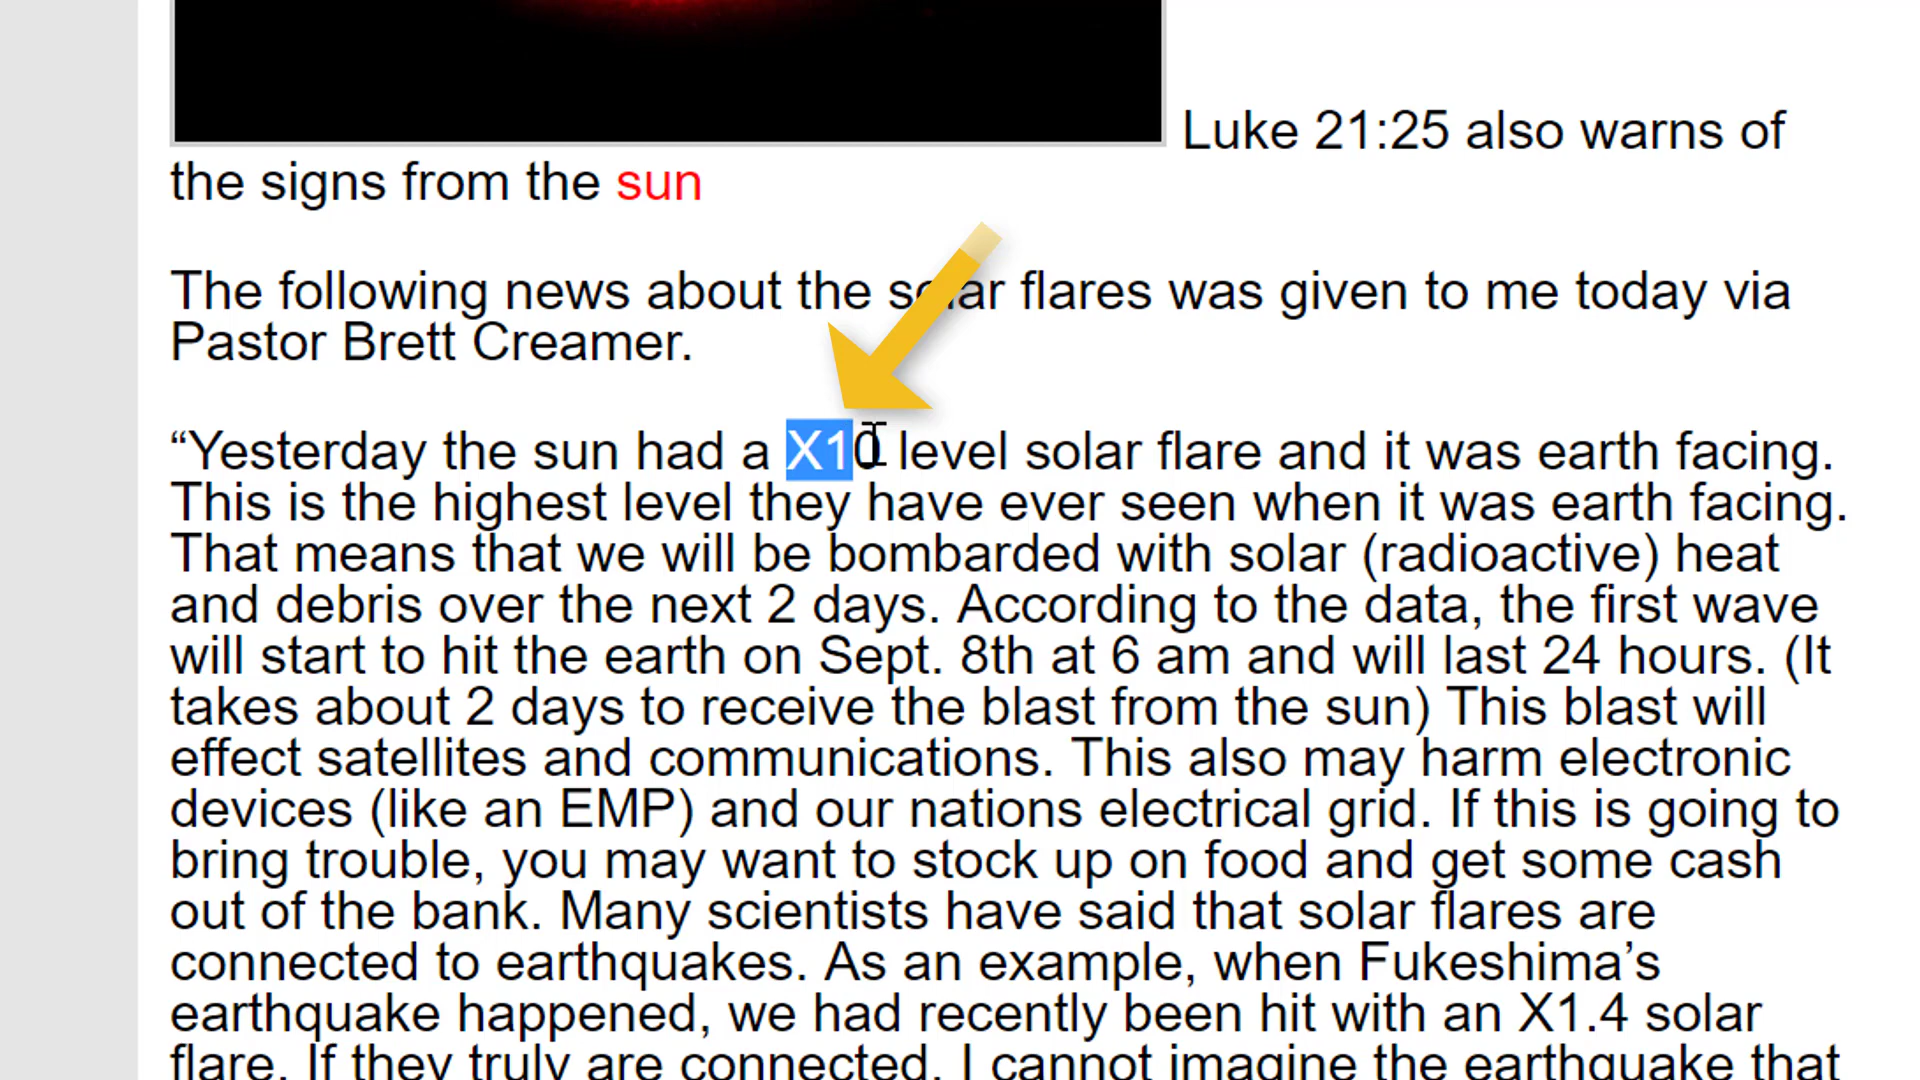 Luke 21:25 also warns of
the signs from the sun
The following news about the solar flares was given to me today via
Pastor Brett Creamer.
“Yesterday the sun had a X10 level solar flare and it was earth facing.
This is the highest level they have ever seen when it was earth facing.
That means that we will be bombarded with solar (radioactive) heat
and debris over the next 2 days. According to the data, the first wave
will start to hit the earth on Sept. 8th at 6 am and will last 24 hours. (It
takes about 2 days to receive the blast from the sun) This blast will
effect satellites and communications. This also may harm electronic
devices (like an EMP) and our nations electrical grid. If this is going to
bring trouble, you may want to stock up on food and get some cash
out of the bank. Many scientists have said that solar flares are
connected to earthquakes. As an example, when Fukeshima’s
earthquake happened, we had recently been hit with an X1.4 solar
flare. If they truly are connected, I cannot imagine the earthquake that